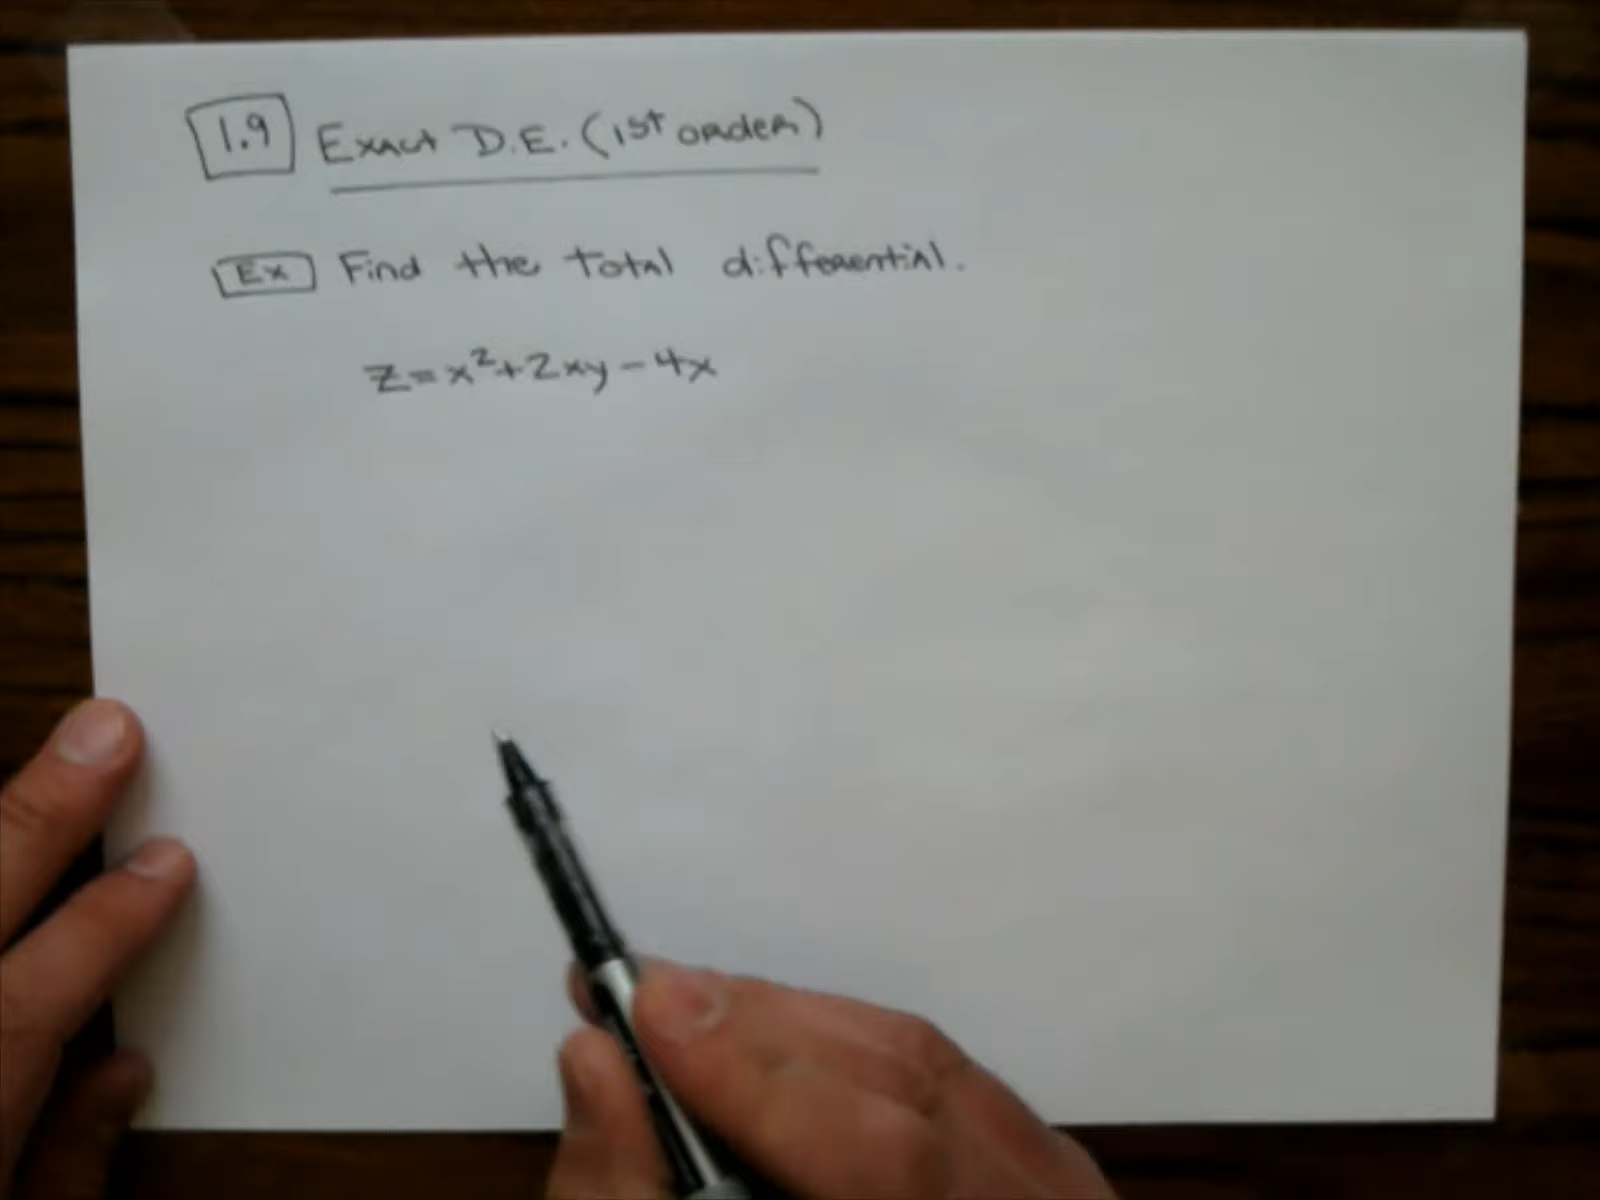 1.9 Exact D.E. (1st order)
Ex Find the total differential.
z = x² + 2xy - 4x